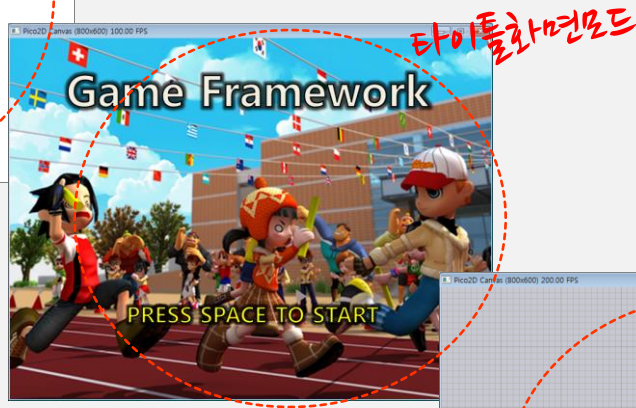 Pico2D Canvas (800x600) 100.00 FPS
타이틀화면모드
Game Framework
PRESS SPACE TO START
Pico2D Canvas (800x600) 200.00 FPS